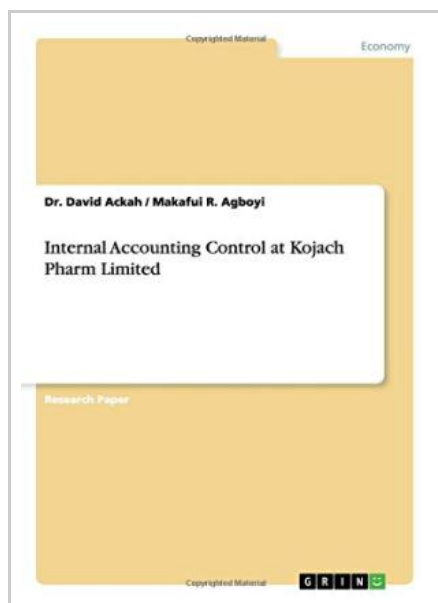 Copyrighted Material
Economy
Dr. David Ackah / Makafui R. Agboyi
Internal Accounting Control at Kojach
Pharm Limited
Research Paper
Copyrighted Material
GRIN